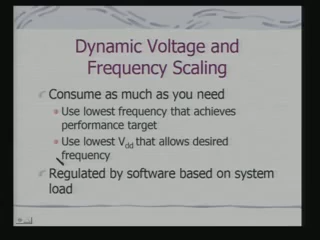 Dynamic Voltage and
Frequency Scaling
Consume as much as you need
Use lowest frequency that achieves
performance target
Use lowest Vdd that allows desired
frequency
Regulated by software based on system
load